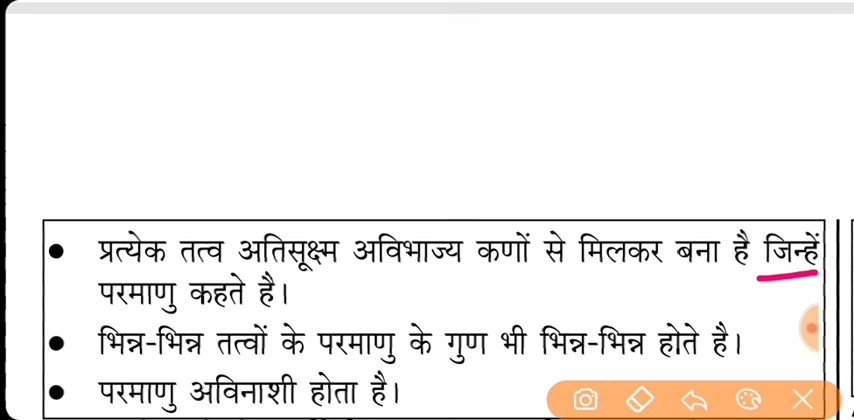 • प्रत्येक तत्व अतिसूक्ष्म अविभाज्य कणों से मिलकर बना है जिन्हें
परमाणु कहते है।
• भिन्न-भिन्न तत्वों के परमाणु के गुण भी भिन्न-भिन्न होते है।
• परमाणु अविनाशी होता है।